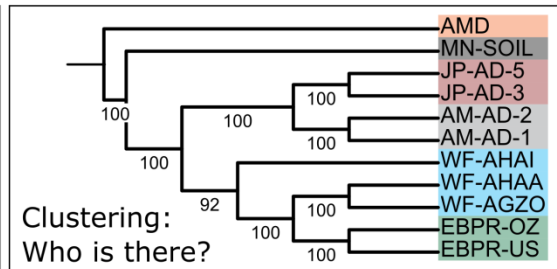 AMD
MN-SOIL
JP-AD-5
JP-AD-3
AM-AD-2
AM-AD-1
WF-AHAI
WF-AHAA
WF-AGZO
EBPR-OZ
EBPR-US
100
100
100
100
100
92
100
100
100
Clustering:
Who is there?